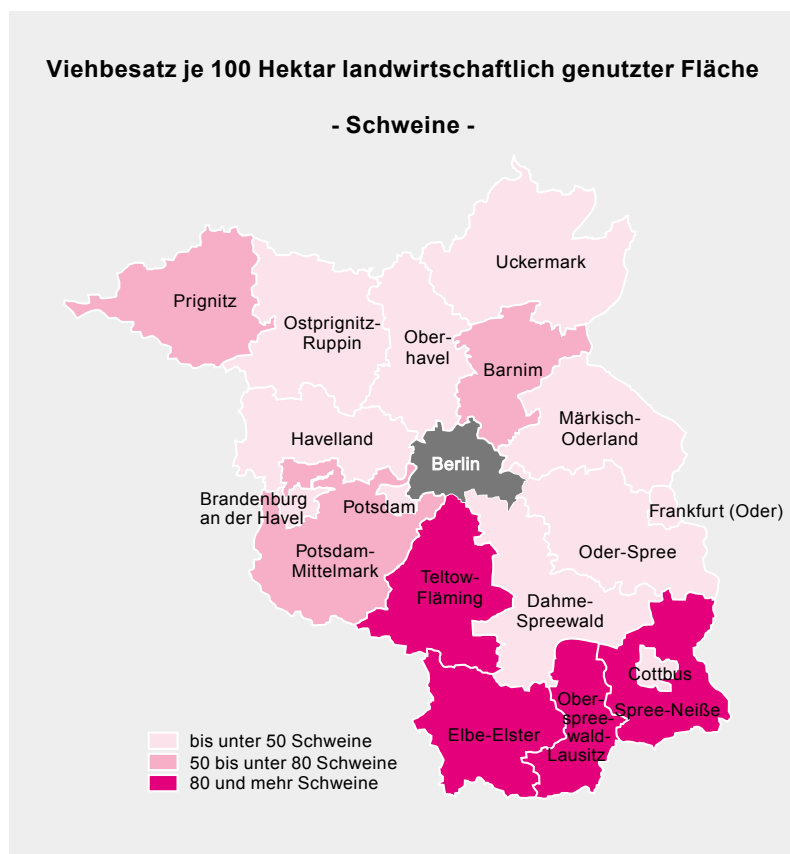 Viehbesatz je 100 Hektar landwirtschaftlich genutzter Fläche
- Schweine -
Uckermark
Prignitz
Ostprignitz-
Ruppin
Ober-
havel
Barnim
Märkisch-
Oderland
Havelland
Berlin
Brandenburg
an der Havel
Potsdam
Frankfurt (Oder)
Potsdam-
Mittelmark
Oder-Spree
Teltow-
Fläming
Dahme-
Spreewald
Cottbus
Spree-Neiße
Ober-
spree-
wald-
Lausitz
Elbe-Elster
bis unter 50 Schweine
50 bis unter 80 Schweine
80 und mehr Schweine